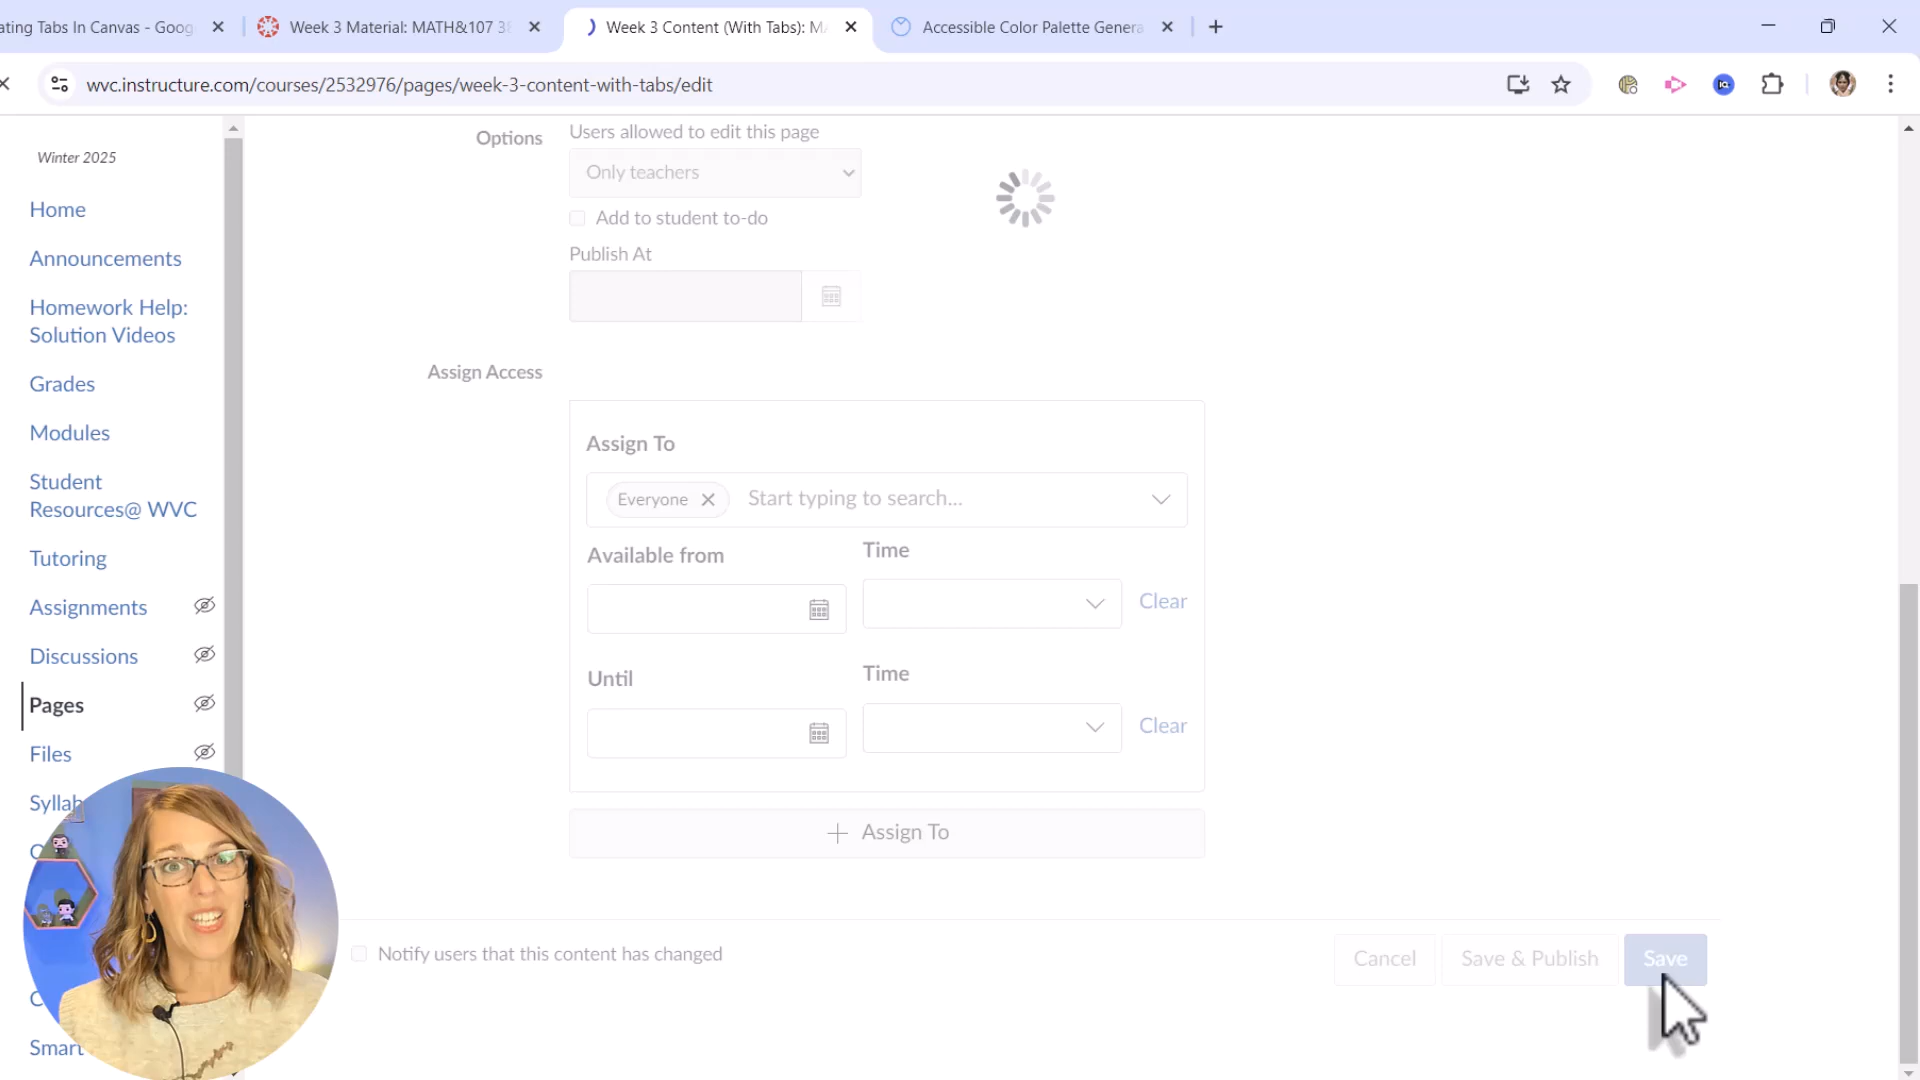 ating Tabs In Canvas - Goog
Week 3 Material: MATH&107 38
Week 3 Content (With Tabs): MA
Accessible Color Palette Genera
wvc.instructure.com/courses/2532976/pages/week-3-content-with-tabs/edit
Winter 2025
Home
Announcements
Homework Help:
Solution Videos
Grades
Modules
Student
Resources@ WVC
Tutoring
Assignments
Discussions
Pages
Files
Syllab
C
C
Smart
Options
Users allowed to edit this page
Only teachers
Add to student to-do
Publish At
Assign Access
Assign To
Everyone
Start typing to search...
Available from
Time
Clear
Until
Time
Clear
Assign To
Notify users that this content has changed
Cancel
Save & Publish
Save